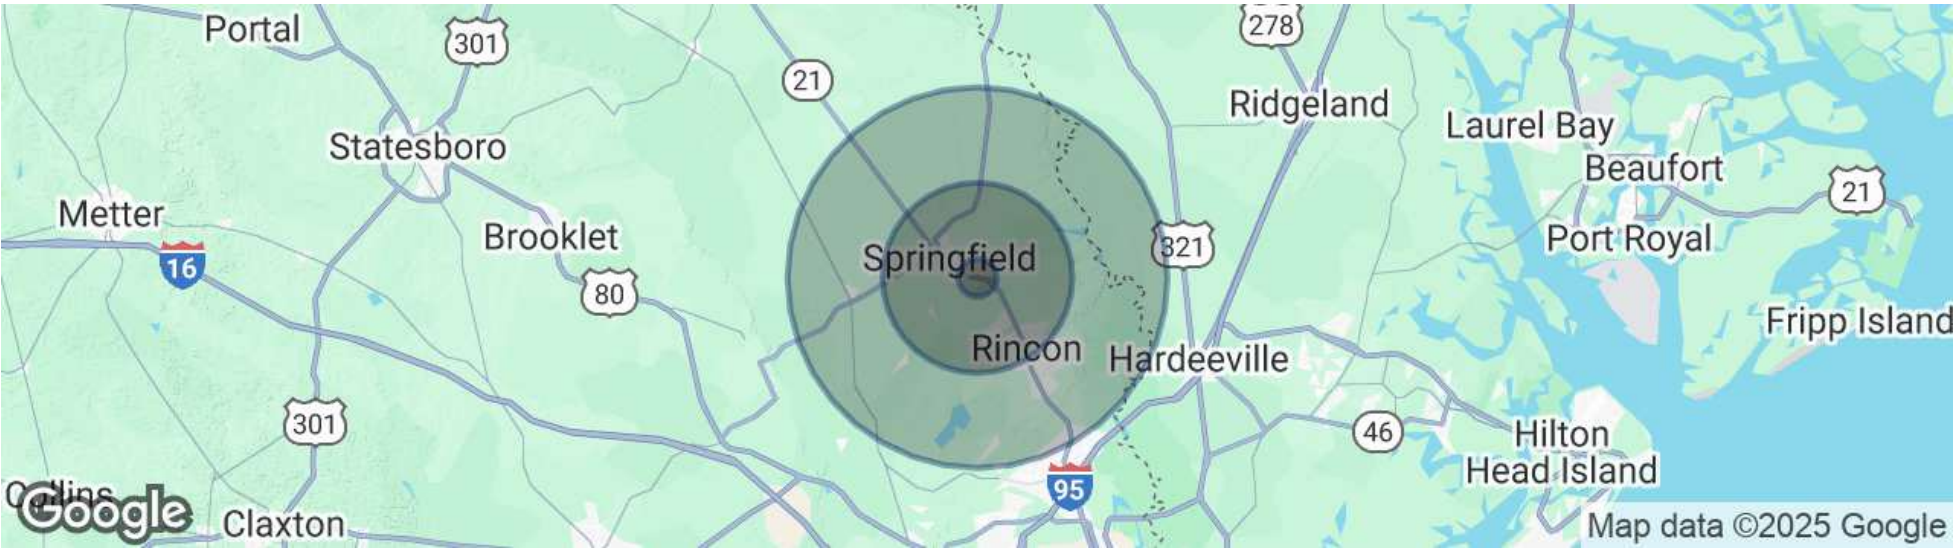 Portal
301
278
21
Ridgeland
Laurel Bay
Statesboro
Beaufort
21
Metter
Brooklet
321
Port Royal
16
Springfield
80
Fripp Island
Rincon
Hardeeville
301
46
Hilton
Head Island
95
Collins
Google
Claxton
Map data ©2025 Google